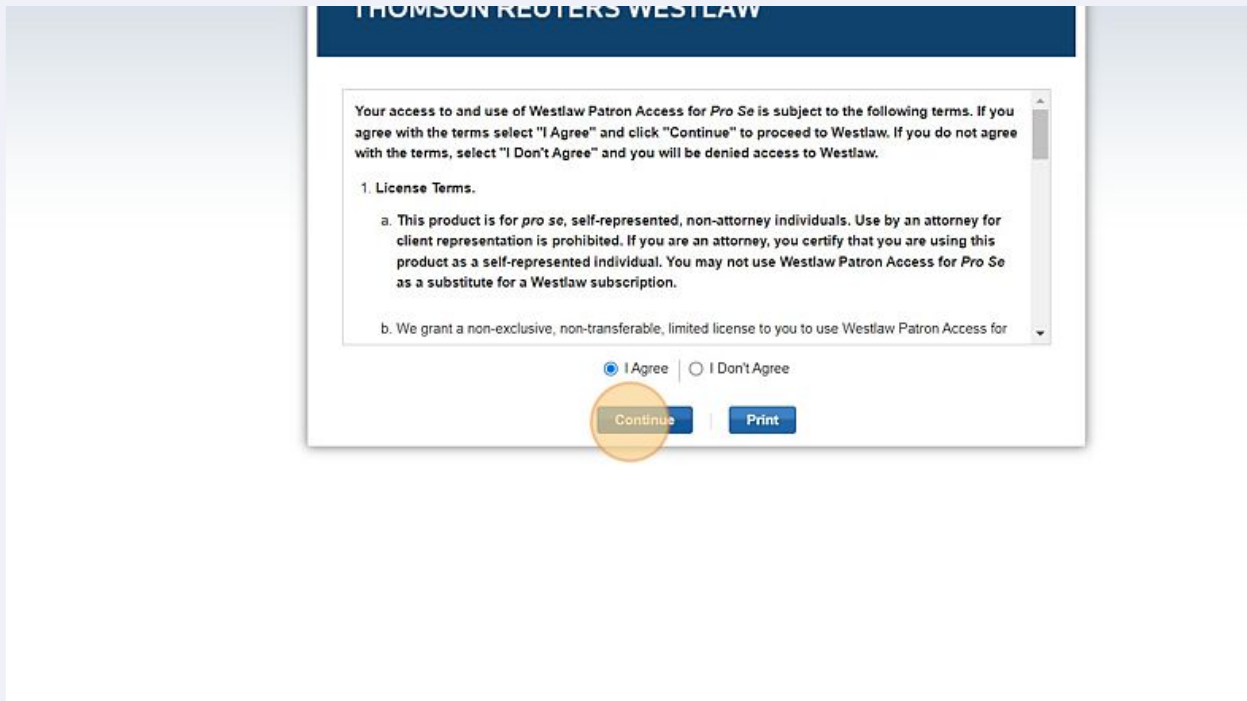 THOMSON REUTERS WESTLAW
Your access to and use of Westlaw Patron Access for Pro Se is subject to the following terms. If you
agree with the terms select "I Agree" and click "Continue" to proceed to Westlaw. If you do not agree
with the terms, select "I Don't Agree" and you will be denied access to Westlaw.
1. License Terms.
a. This product is for pro se, self-represented, non-attorney individuals. Use by an attorney for
client representation is prohibited. If you are an attorney, you certify that you are using this
product as a self-represented individual. You may not use Westlaw Patron Access for Pro Se
as a substitute for a Westlaw subscription.
b. We grant a non-exclusive, non-transferable, limited license to you to use Westlaw Patron Access for
I Agree I Don't Agree
Continue Print